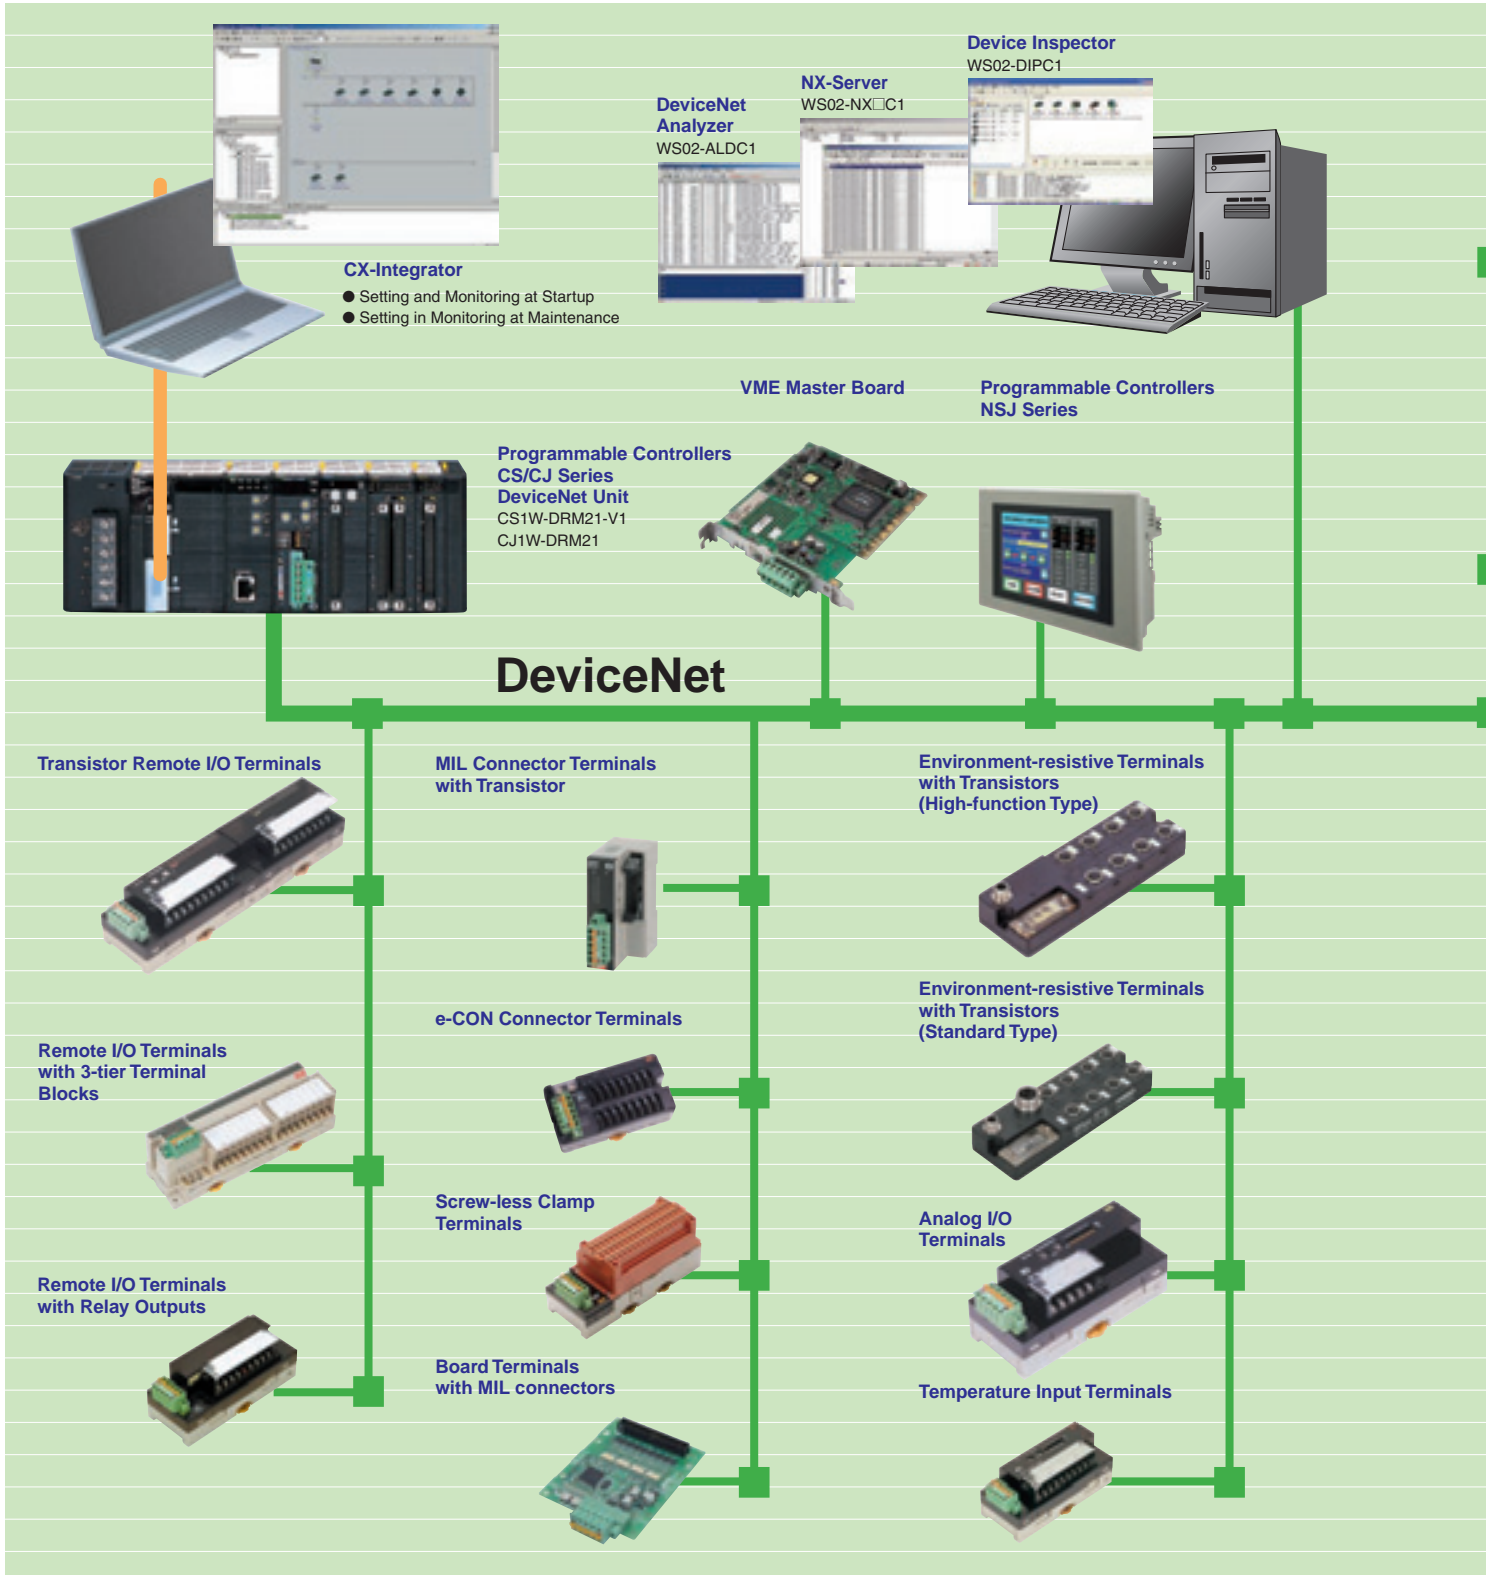 Device Inspector
WS02-DIPC1
NX-Server
WS02-NX□C1
DeviceNet
Analyzer
WS02-ALDC1
CX-Integrator
● Setting and Monitoring at Startup
● Setting in Monitoring at Maintenance
VME Master Board
Programmable Controllers
NSJ Series
Programmable Controllers
CS/CJ Series
DeviceNet Unit
CS1W-DRM21-V1
CJ1W-DRM21
DeviceNet
Transistor Remote I/O Terminals
MIL Connector Terminals
with Transistor
Environment-resistive Terminals
with Transistors
(High-function Type)
Remote I/O Terminals
with 3-tier Terminal
Blocks
e-CON Connector Terminals
Environment-resistive Terminals
with Transistors
(Standard Type)
Screw-less Clamp
Terminals
Analog I/O
Terminals
Remote I/O Terminals
with Relay Outputs
Board Terminals
with MIL connectors
Temperature Input Terminals